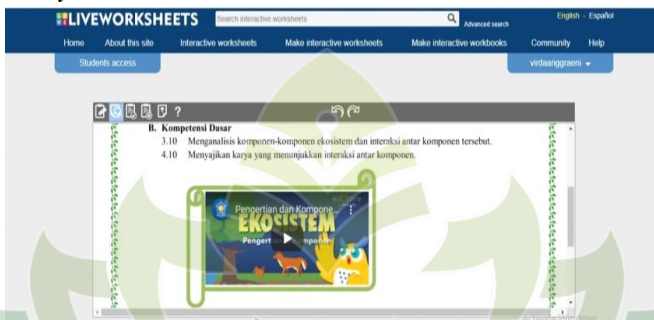 LIVEWORKSHEETS
Search interactive worksheets
Advanced search
English - Español
Home About this site Interactive worksheets Make interactive worksheets Make interactive workbooks Community Help
Students access
virdaanggraeni
?
B. Kompetensi Dasar
3.10 Menganalisis komponen-komponen ekosistem dan interaksi antar komponen tersebut.
4.10 Menyajikan karya yang menunjukkan interaksi antar komponen.
Pengertian dan Kompone...
EKOSISTEM